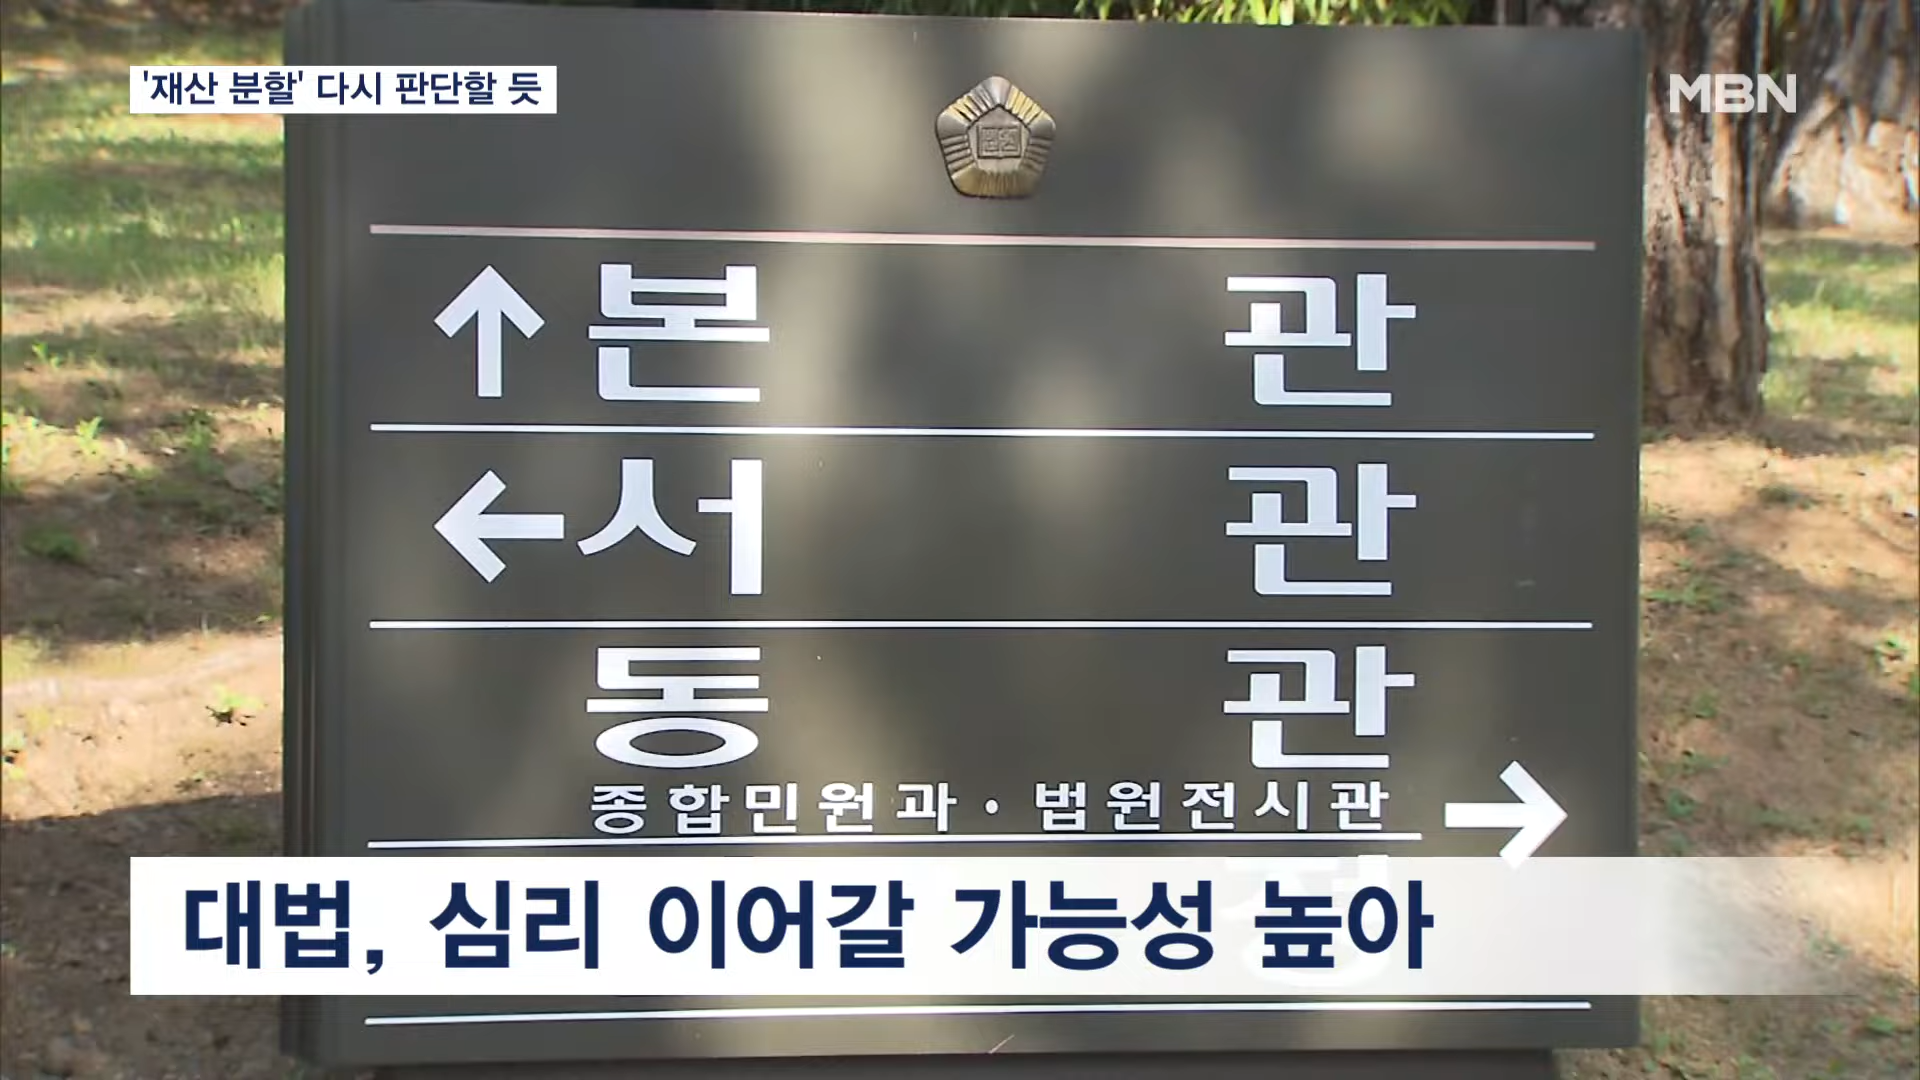 '재산 분할' 다시 판단할 듯
MBN
↑ 본 관
← 서 관
동 관
종합민원과 · 법원전시관 →
대법, 심리 이어갈 가능성 높아